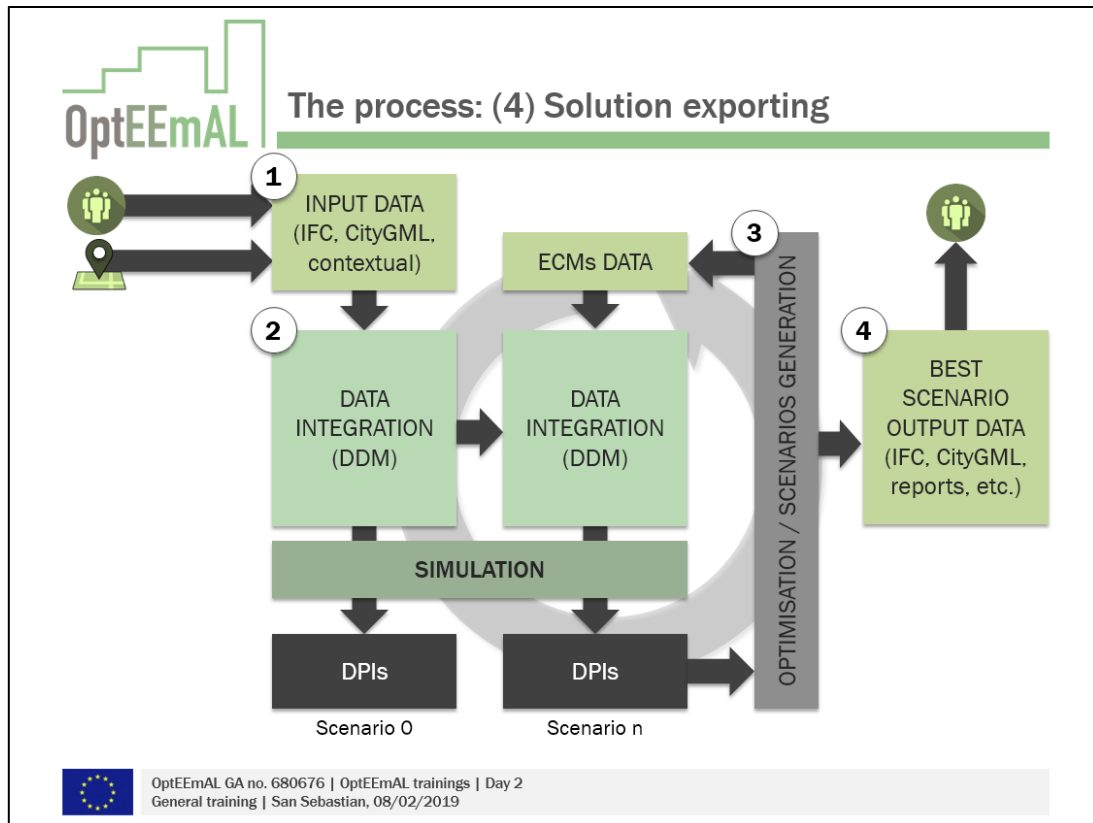 OptEEmAL
The process: (4) Solution exporting
1
INPUT DATA
(IFC, CityGML,
contextual)
ECMs DATA
3
2
DATA
INTEGRATION
(DDM)
DATA
INTEGRATION
(DDM)
OPTIMISATION / SCENARIOS GENERATION
4
BEST
SCENARIO
OUTPUT DATA
(IFC, CityGML,
reports, etc.)
SIMULATION
DPIs
DPIs
Scenario 0
Scenario n
OptEEmAL GA no. 680676 | OptEEmAL trainings | Day 2
General training | San Sebastian, 08/02/2019